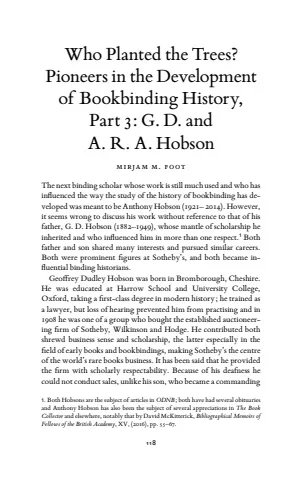 Who Planted the Trees?
Pioneers in the Development
of Bookbinding History,
Part 3: G. D. and
A. R. A. Hobson
MIRJAM M. FOOT
The next binding scholar whose work is still much used and who has
influenced the way the study of the history of bookbinding has de-
veloped was meant to be Anthony Hobson (1921– 2014). However,
it seems wrong to discuss his work without reference to that of his
father, G. D. Hobson (1882–1949), whose mantle of scholarship he
inherited and who influenced him in more than one respect.¹ Both
father and son shared many interests and pursued similar careers.
Both were prominent figures at Sotheby’s, and both became in-
fluential binding historians.
Geoffrey Dudley Hobson was born in Bromborough, Cheshire.
He was educated at Harrow School and University College,
Oxford, taking a first-class degree in modern history; he trained as
a lawyer, but loss of hearing prevented him from practising and in
1908 he was one of a group who bought the established auctioneer-
ing firm of Sotheby, Wilkinson and Hodge. He contributed both
shrewd business sense and scholarship, the latter especially in the
field of early books and bookbindings, making Sotheby’s the centre
of the world’s rare books business. It has been said that he provided
the firm with scholarly respectability. Because of his deafness he
could not conduct sales, unlike his son, who became a commanding
1. Both Hobsons are the subject of articles in ODNB; both have had several obituaries
and Anthony Hobson has also been the subject of several appreciations in The Book
Collector and elsewhere, notably that by David McKitterick, Bibliographical Memoirs of
Fellows of the British Academy, XV, (2016), pp. 55–67.
118